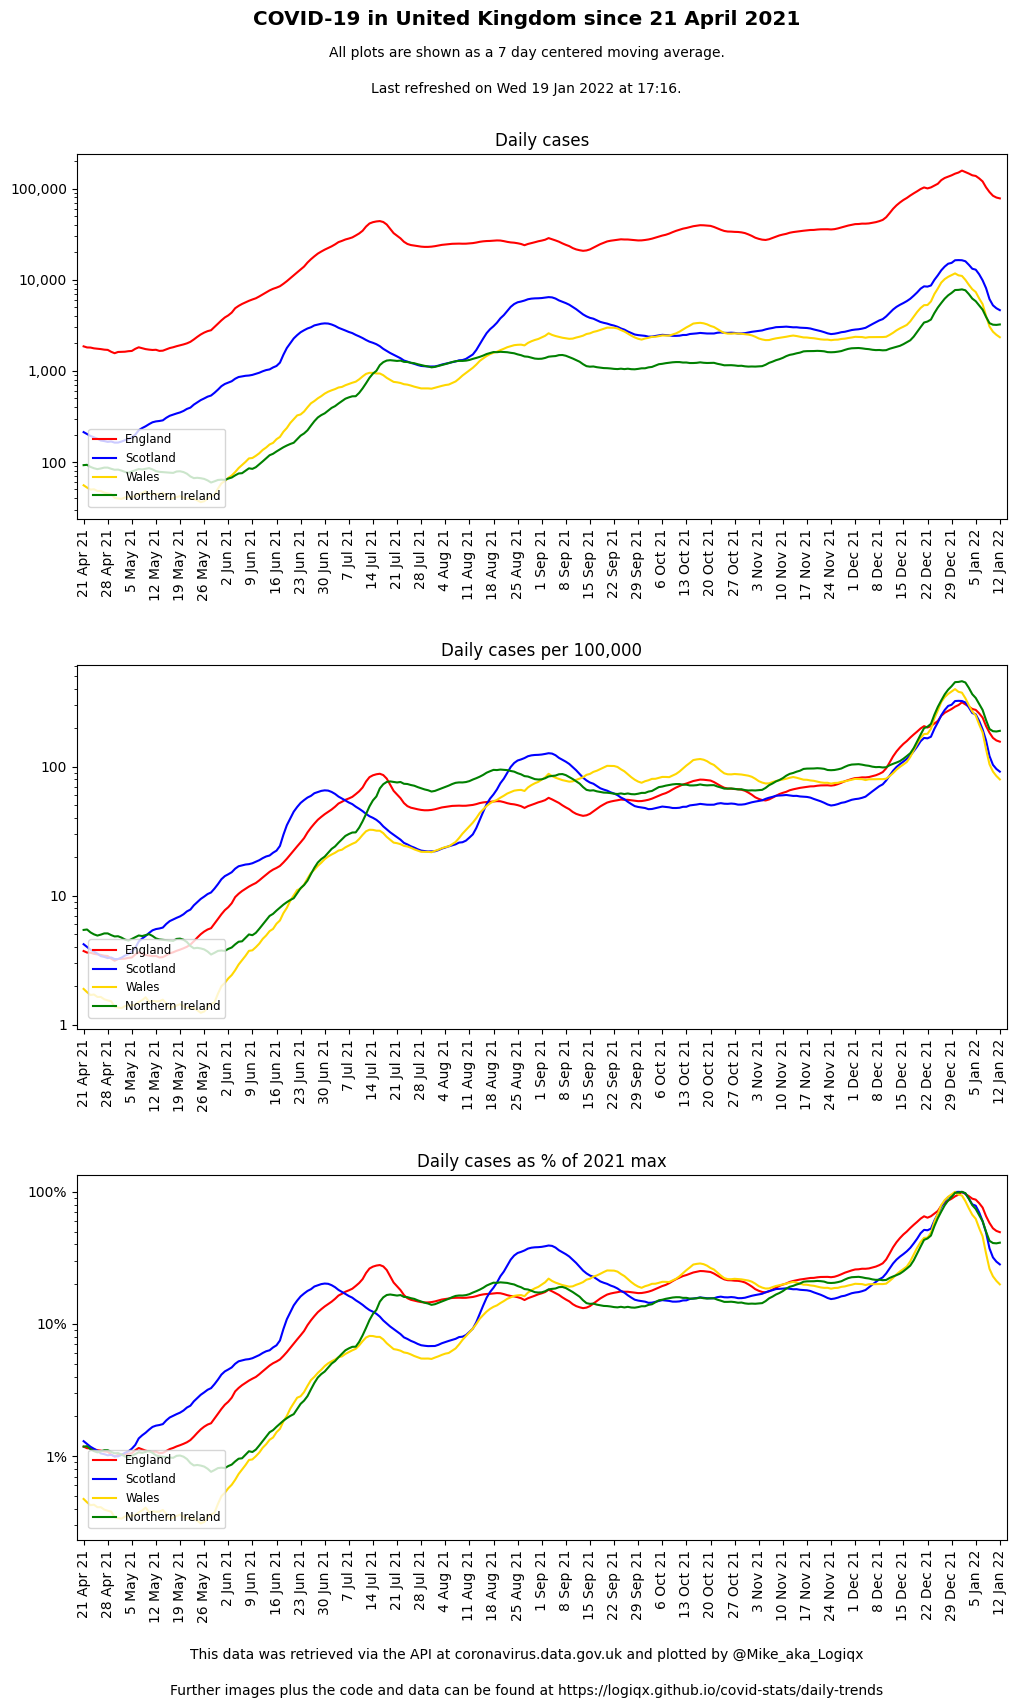 COVID-19 in United Kingdom since 21 April 2021
All plots are shown as a 7 day centered moving average.
Last refreshed on Wed 19 Jan 2022 at 17:16.
Daily cases
100,000
10,000
1,000
100
England
Scotland
Wales
Northern Ireland
21 Apr 21
28 Apr 21
5 May 21
12 May 21
19 May 21
26 May 21
2 Jun 21
9 Jun 21
16 Jun 21
23 Jun 21
30 Jun 21
7 Jul 21
14 Jul 21
21 Jul 21
28 Jul 21
4 Aug 21
11 Aug 21
18 Aug 21
25 Aug 21
1 Sep 21
8 Sep 21
15 Sep 21
22 Sep 21
29 Sep 21
6 Oct 21
13 Oct 21
20 Oct 21
27 Oct 21
3 Nov 21
10 Nov 21
17 Nov 21
24 Nov 21
1 Dec 21
8 Dec 21
15 Dec 21
22 Dec 21
29 Dec 21
5 Jan 22
12 Jan 22
Daily cases per 100,000
100
10
1
England
Scotland
Wales
Northern Ireland
21 Apr 21
28 Apr 21
5 May 21
12 May 21
19 May 21
26 May 21
2 Jun 21
9 Jun 21
16 Jun 21
23 Jun 21
30 Jun 21
7 Jul 21
14 Jul 21
21 Jul 21
28 Jul 21
4 Aug 21
11 Aug 21
18 Aug 21
25 Aug 21
1 Sep 21
8 Sep 21
15 Sep 21
22 Sep 21
29 Sep 21
6 Oct 21
13 Oct 21
20 Oct 21
27 Oct 21
3 Nov 21
10 Nov 21
17 Nov 21
24 Nov 21
1 Dec 21
8 Dec 21
15 Dec 21
22 Dec 21
29 Dec 21
5 Jan 22
12 Jan 22
Daily cases as % of 2021 max
100%
10%
1%
England
Scotland
Wales
Northern Ireland
21 Apr 21
28 Apr 21
5 May 21
12 May 21
19 May 21
26 May 21
2 Jun 21
9 Jun 21
16 Jun 21
23 Jun 21
30 Jun 21
7 Jul 21
14 Jul 21
21 Jul 21
28 Jul 21
4 Aug 21
11 Aug 21
18 Aug 21
25 Aug 21
1 Sep 21
8 Sep 21
15 Sep 21
22 Sep 21
29 Sep 21
6 Oct 21
13 Oct 21
20 Oct 21
27 Oct 21
3 Nov 21
10 Nov 21
17 Nov 21
24 Nov 21
1 Dec 21
8 Dec 21
15 Dec 21
22 Dec 21
29 Dec 21
5 Jan 22
12 Jan 22
This data was retrieved via the API at coronavirus.data.gov.uk and plotted by @Mike_aka_Logiqx
Further images plus the code and data can be found at https://logiqx.github.io/covid-stats/daily-trends